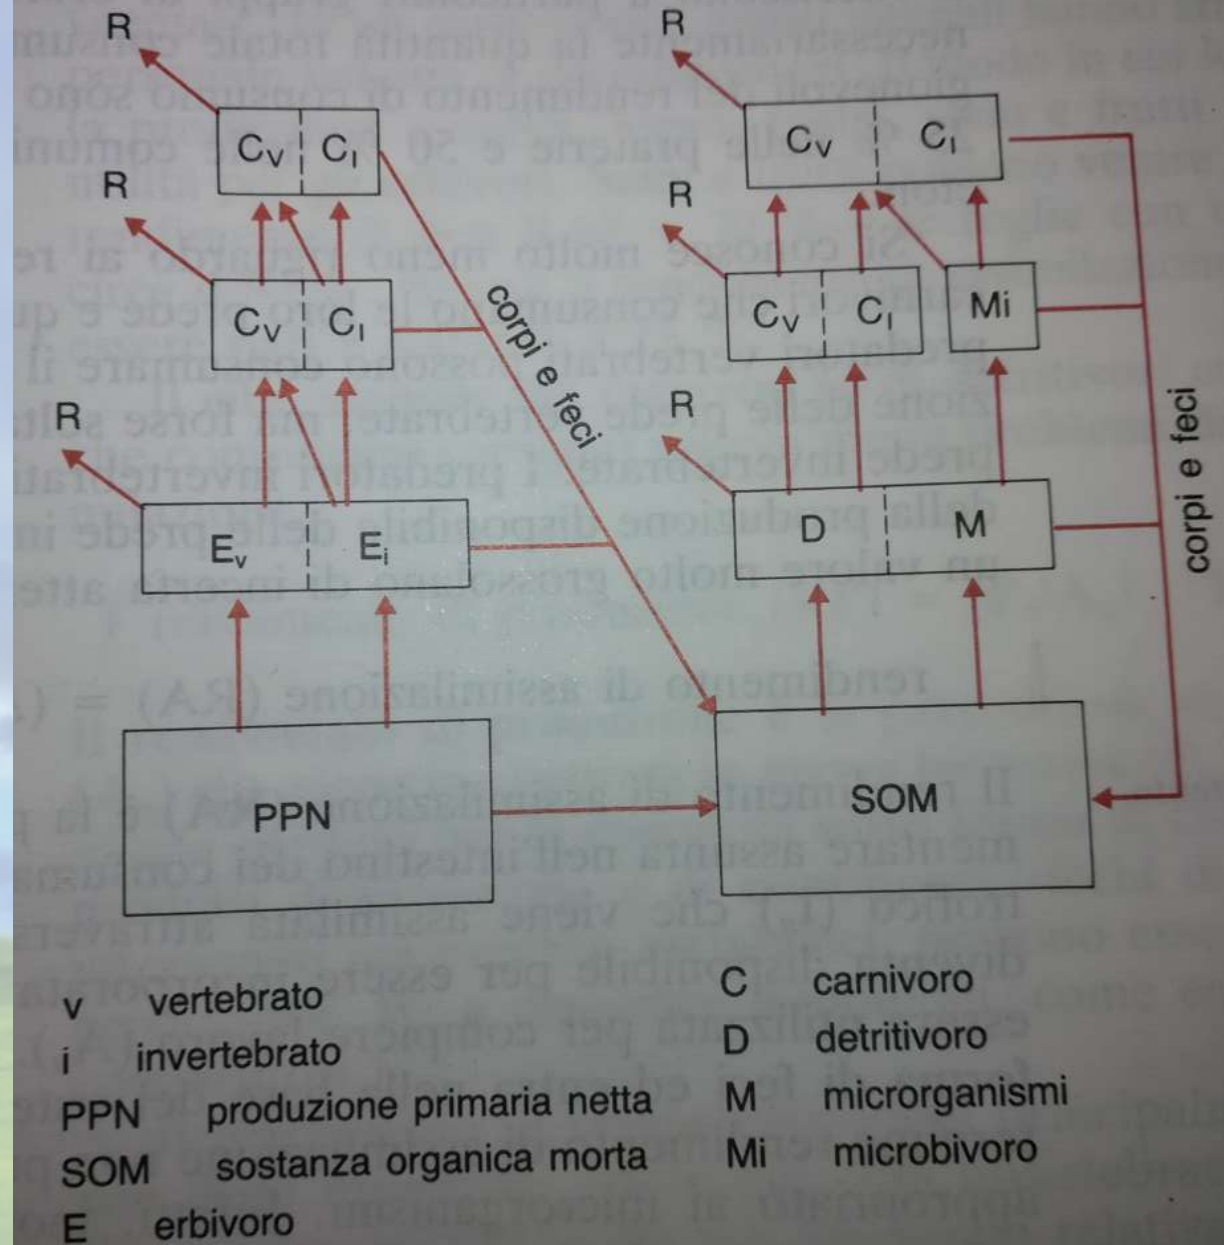 R
R
Cv CI
Cv CI
R
R
Cv CI
Cv CI
Mi
corpi e feci
R
R
Ev Ei
D M
corpi e feci
PPN
SOM
v vertebrato
i invertebrato
PPN produzione primaria netta
SOM sostanza organica morta
E erbivoro
C carnivoro
D detritivoro
M microrganismi
Mi microbivoro